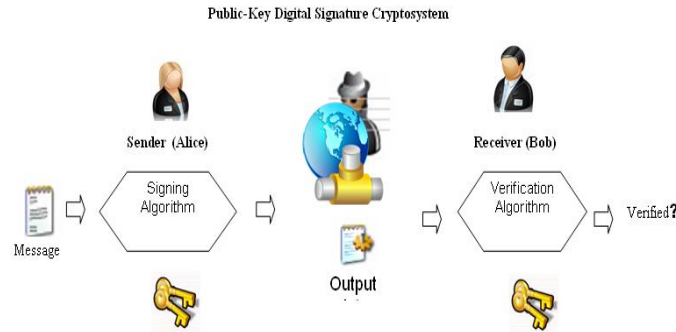 Public-Key Digital Signature Cryptosystem
Sender (Alice)
Receiver (Bob)
Signing
Algorithm
Verification
Algorithm
Message
Verified?
Output